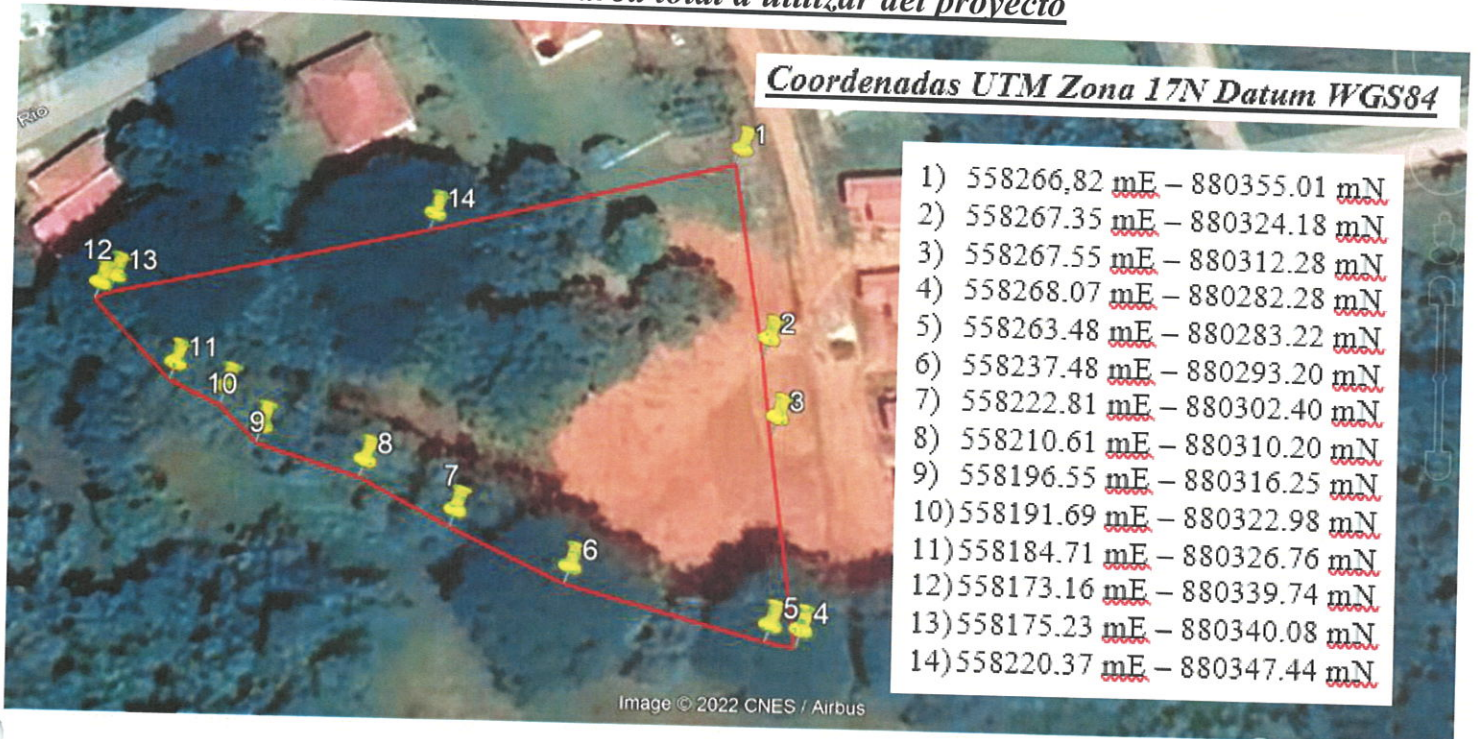 total a utilizar del proyecto
Coordenadas UTM Zona 17N Datum WGS84
Rio
1) 558266,82 mE – 880355.01 mN
2) 558267.35 mE – 880324.18 mN
3) 558267.55 mE – 880312.28 mN
4) 558268.07 mE – 880282.28 mN
5) 558263.48 mE – 880283.22 mN
6) 558237.48 mE – 880293.20 mN
7) 558222.81 mE – 880302.40 mN
8) 558210.61 mE – 880310.20 mN
9) 558196.55 mE – 880316.25 mN
10)558191.69 mE – 880322.98 mN
11)558184.71 mE – 880326.76 mN
12)558173.16 mE – 880339.74 mN
13)558175.23 mE – 880340.08 mN
14)558220.37 mE – 880347.44 mN
1
14
12
13
2
11
10
3
9
8
7
6
5
4
Image © 2022 CNES / Airbus